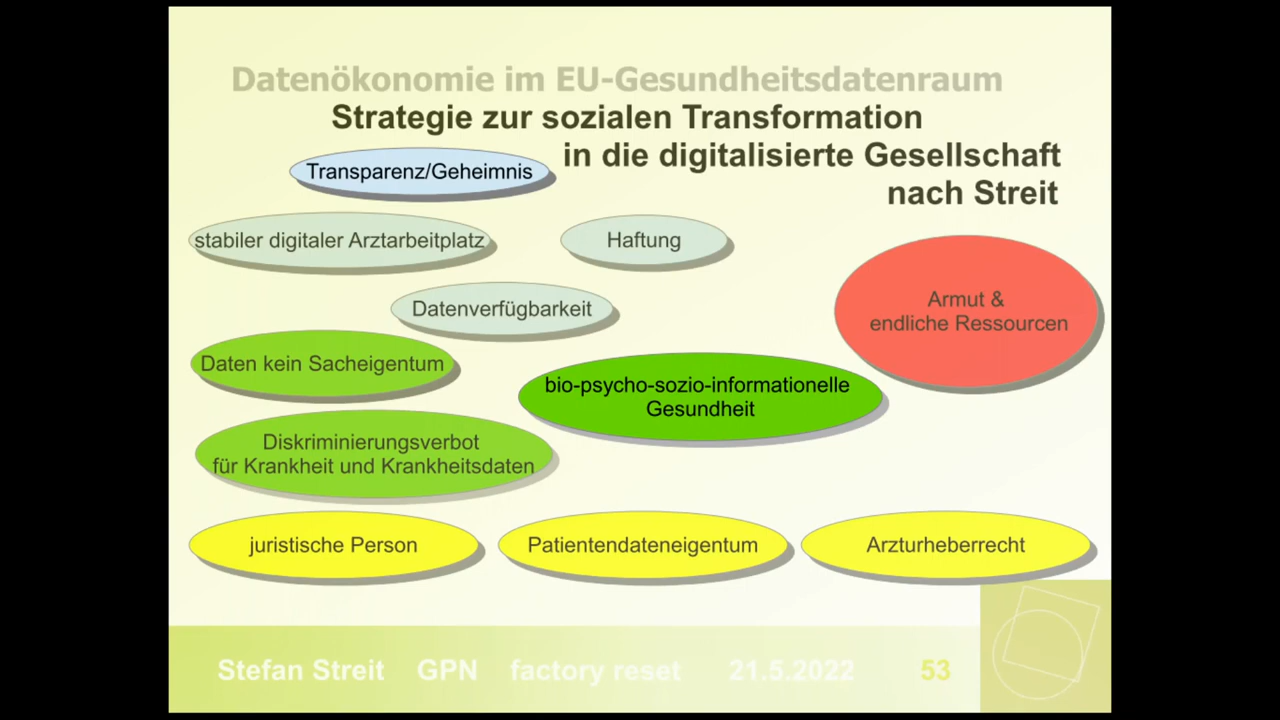 Datenökonomie im EU-Gesundheitsdatenraum
Strategie zur sozialen Transformation
in die digitalisierte Gesellschaft
nach Streit
Transparenz/Geheimnis
stabiler digitaler Arztarbeitplatz
Haftung
Datenverfügbarkeit
Armut &
endliche Ressourcen
Daten kein Sacheigentum
bio-psycho-sozio-informationelle
Gesundheit
Diskriminierungsverbot
für Krankheit und Krankheitsdaten
juristische Person
Patientendateneigentum
Arzturheberrecht
Stefan Streit GPN factory reset 21.5.2022 53